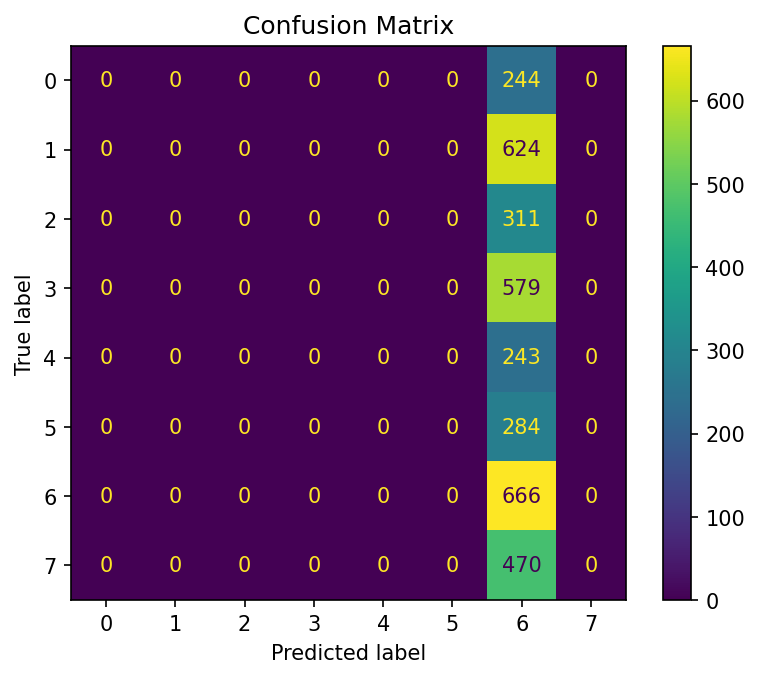 Confusion Matrix
0 0 0 0 0 0 0 244 0
1 0 0 0 0 0 0 624 0
2 0 0 0 0 0 0 311 0
3 0 0 0 0 0 0 579 0
4 0 0 0 0 0 0 243 0
5 0 0 0 0 0 0 284 0
6 0 0 0 0 0 0 666 0
7 0 0 0 0 0 0 470 0
0 1 2 3 4 5 6 7
Predicted label
True label
600
500
400
300
200
100
0